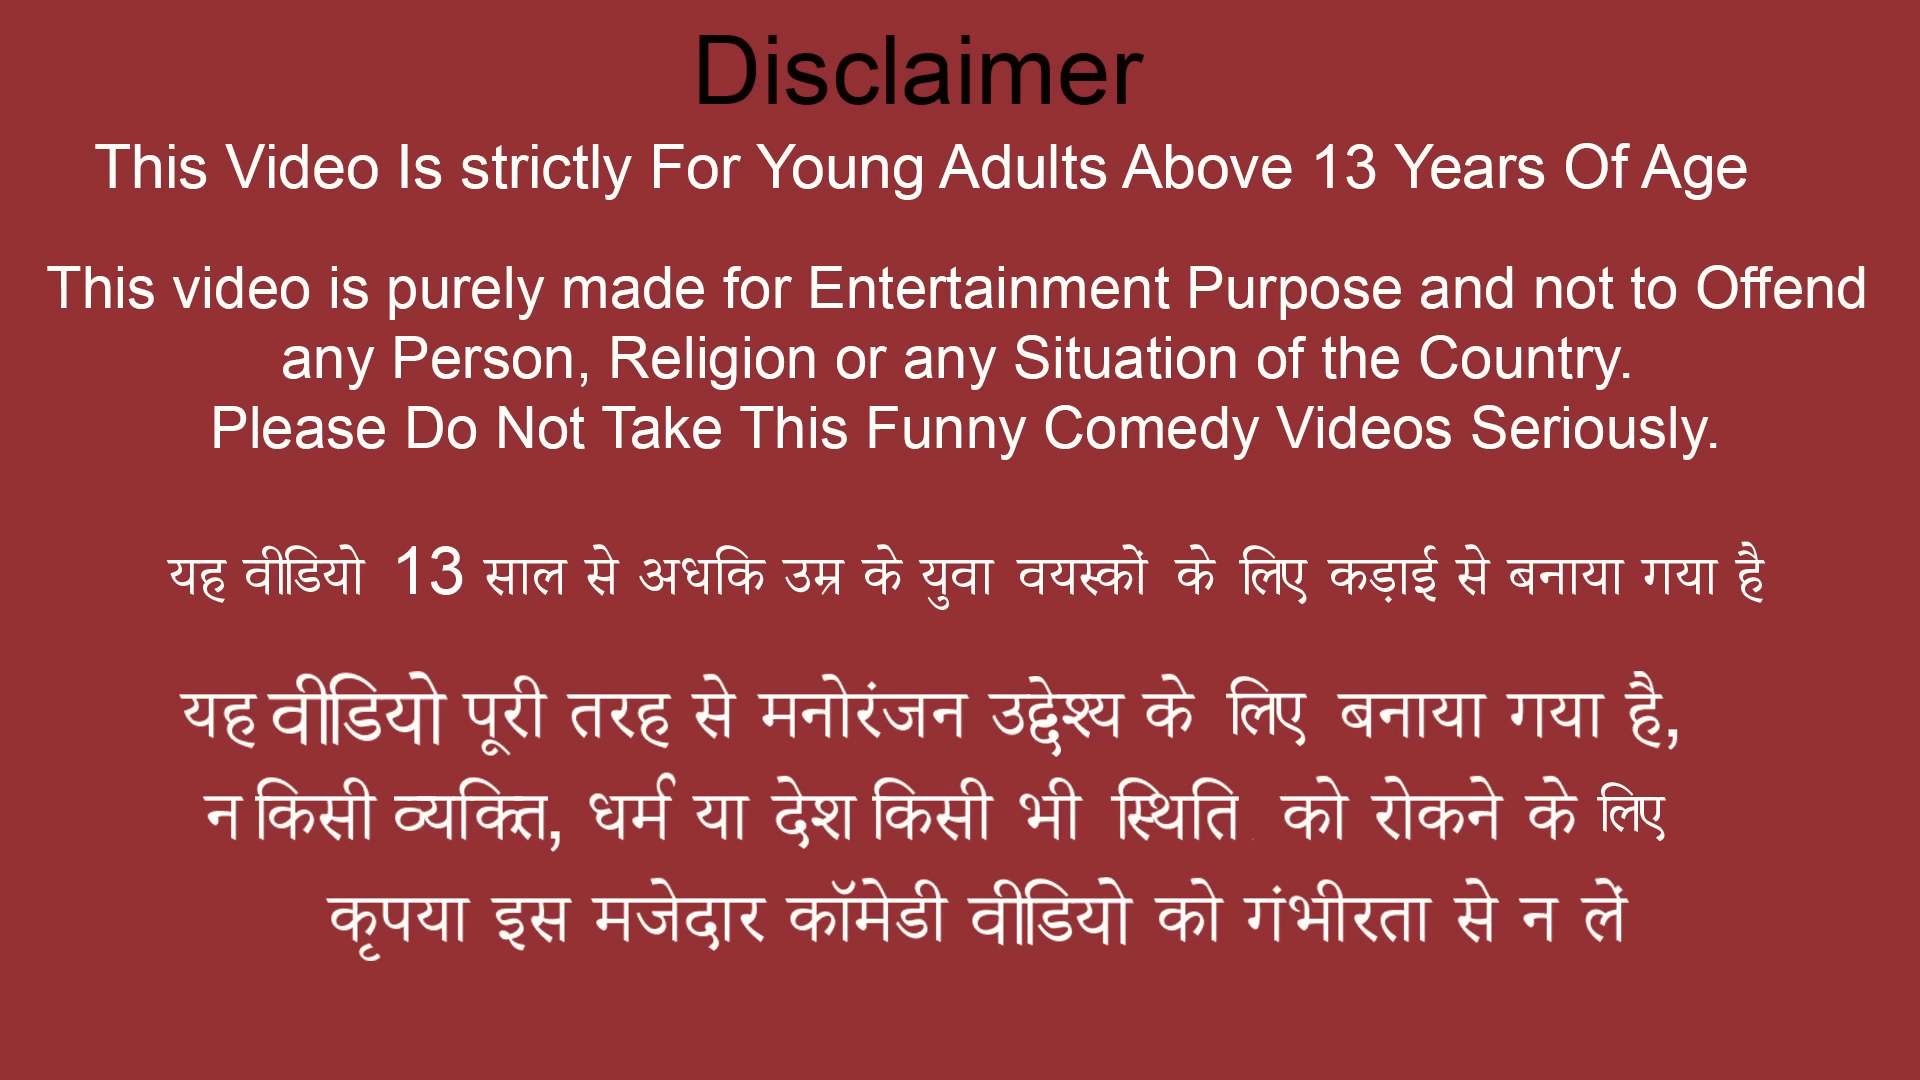 Disclaimer
This Video Is strictly For Young Adults Above 13 Years Of Age
This video is purely made for Entertainment Purpose and not to Offend
any Person, Religion or any Situation of the Country.
Please Do Not Take This Funny Comedy Videos Seriously.
यह वीडियो 13 साल से अधकि उम्र के युवा वयस्कों के लिए कड़ाई से बनाया गया है
यह वीडियो पूरी तरह से मनोरंजन उद्देश्य के लिए बनाया गया है,
न किसी व्यक्ति, धर्म या देश किसी भी स्थिति को रोकने के लिए
कृपया इस मजेदार कॉमेडी वीडियो को गंभीरता से न लें